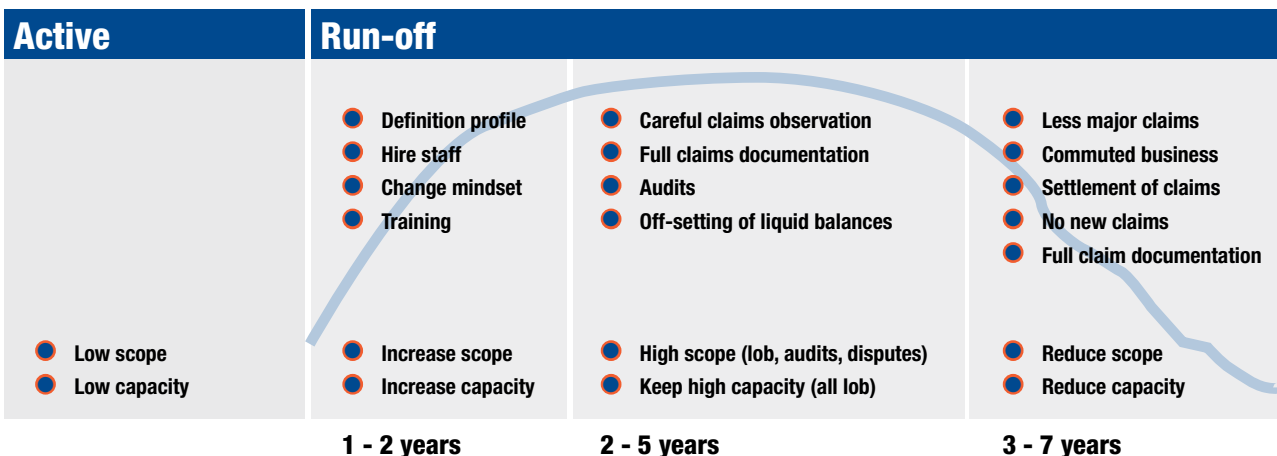 Active
Run-off
Definition profile
Hire staff
Change mindset
Training
Careful claims observation
Full claims documentation
Audits
Off-setting of liquid balances
Less major claims
Commuted business
Settlement of claims
No new claims
Full claim documentation
Low scope
Low capacity
Increase scope
Increase capacity
High scope (lob, audits, disputes)
Keep high capacity (all lob)
Reduce scope
Reduce capacity
1 - 2 years
2 - 5 years
3 - 7 years